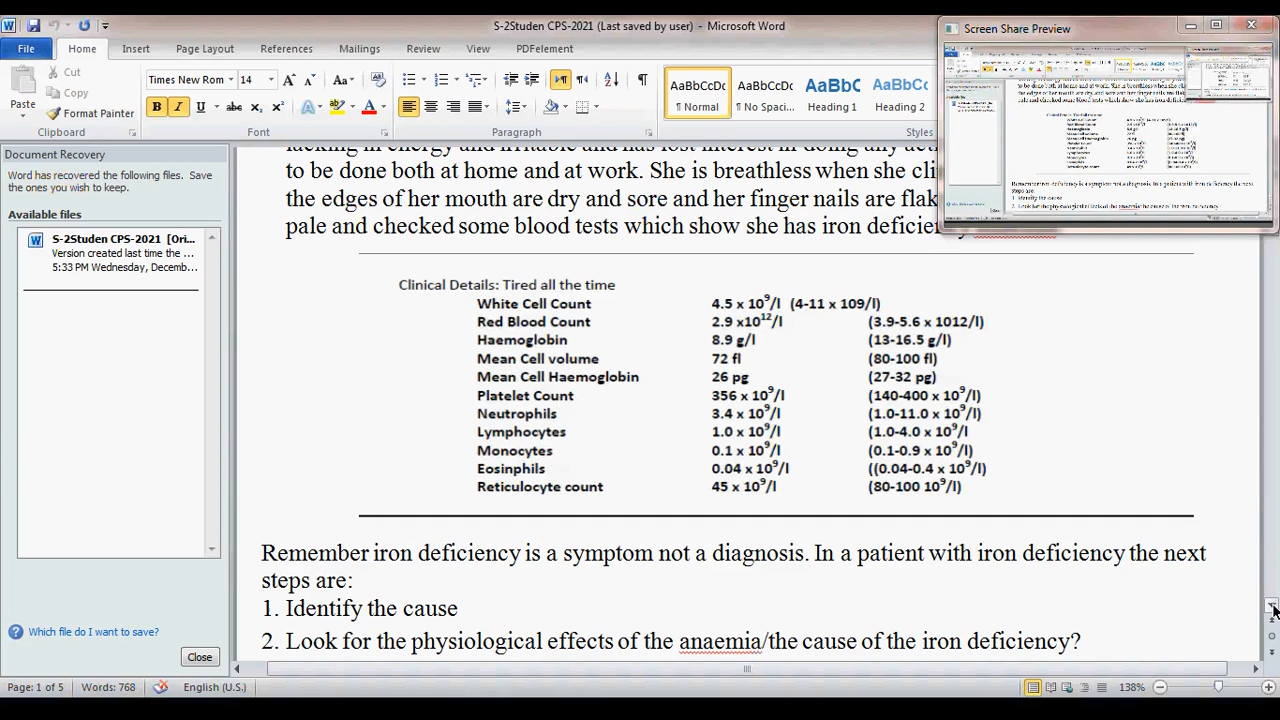 S-2Studen CPS-2021 (Last saved by user) - Microsoft Word
Screen Share Preview
File Home Insert Page Layout References Mailings Review View PDFelement
Paste
Cut
Copy
Format Painter
Clipboard
Times New Rom 14
Font
Paragraph
AaBbCcDc AaBbCcDc AaBbC AaBbCc
¶ Normal ¶ No Spaci... Heading 1 Heading 2
Styles
Document Recovery
Word has recovered the following files. Save
the ones you wish to keep.
Available files
S-2Studen CPS-2021 [Ori...
Version created last time the ...
5:33 PM Wednesday, Decemb...
Which file do I want to save?
Close
to be done both at home and at work. She is breathless when she cli
the edges of her mouth are dry and sore and her finger nails are flak
pale and checked some blood tests which show she has iron deficiency
Clinical Details: Tired all the time
White Cell Count 4.5 x 10⁹/l (4-11 x 109/l)
Red Blood Count 2.9 x10¹²/l (3.9-5.6 x 1012/l)
Haemoglobin 8.9 g/l (13-16.5 g/l)
Mean Cell volume 72 fl (80-100 fl)
Mean Cell Haemoglobin 26 pg (27-32 pg)
Platelet Count 356 x 10⁹/l (140-400 x 10⁹/l)
Neutrophils 3.4 x 10⁹/l (1.0-11.0 x 10⁹/l)
Lymphocytes 1.0 x 10⁹/l (1.0-4.0 x 10⁹/l
Monocytes 0.1 x 10⁹/l (0.1-0.9 x 10⁹/l)
Eosinphils 0.04 x 10⁹/l ((0.04-0.4 x 10⁹/l)
Reticulocyte count 45 x 10⁹/l (80-100 10⁹/l)
Remember iron deficiency is a symptom not a diagnosis. In a patient with iron deficiency the next
steps are:
1. Identify the cause
2. Look for the physiological effects of the anaemia/the cause of the iron deficiency?
Page: 1 of 5 Words: 768 English (U.S.) 138%